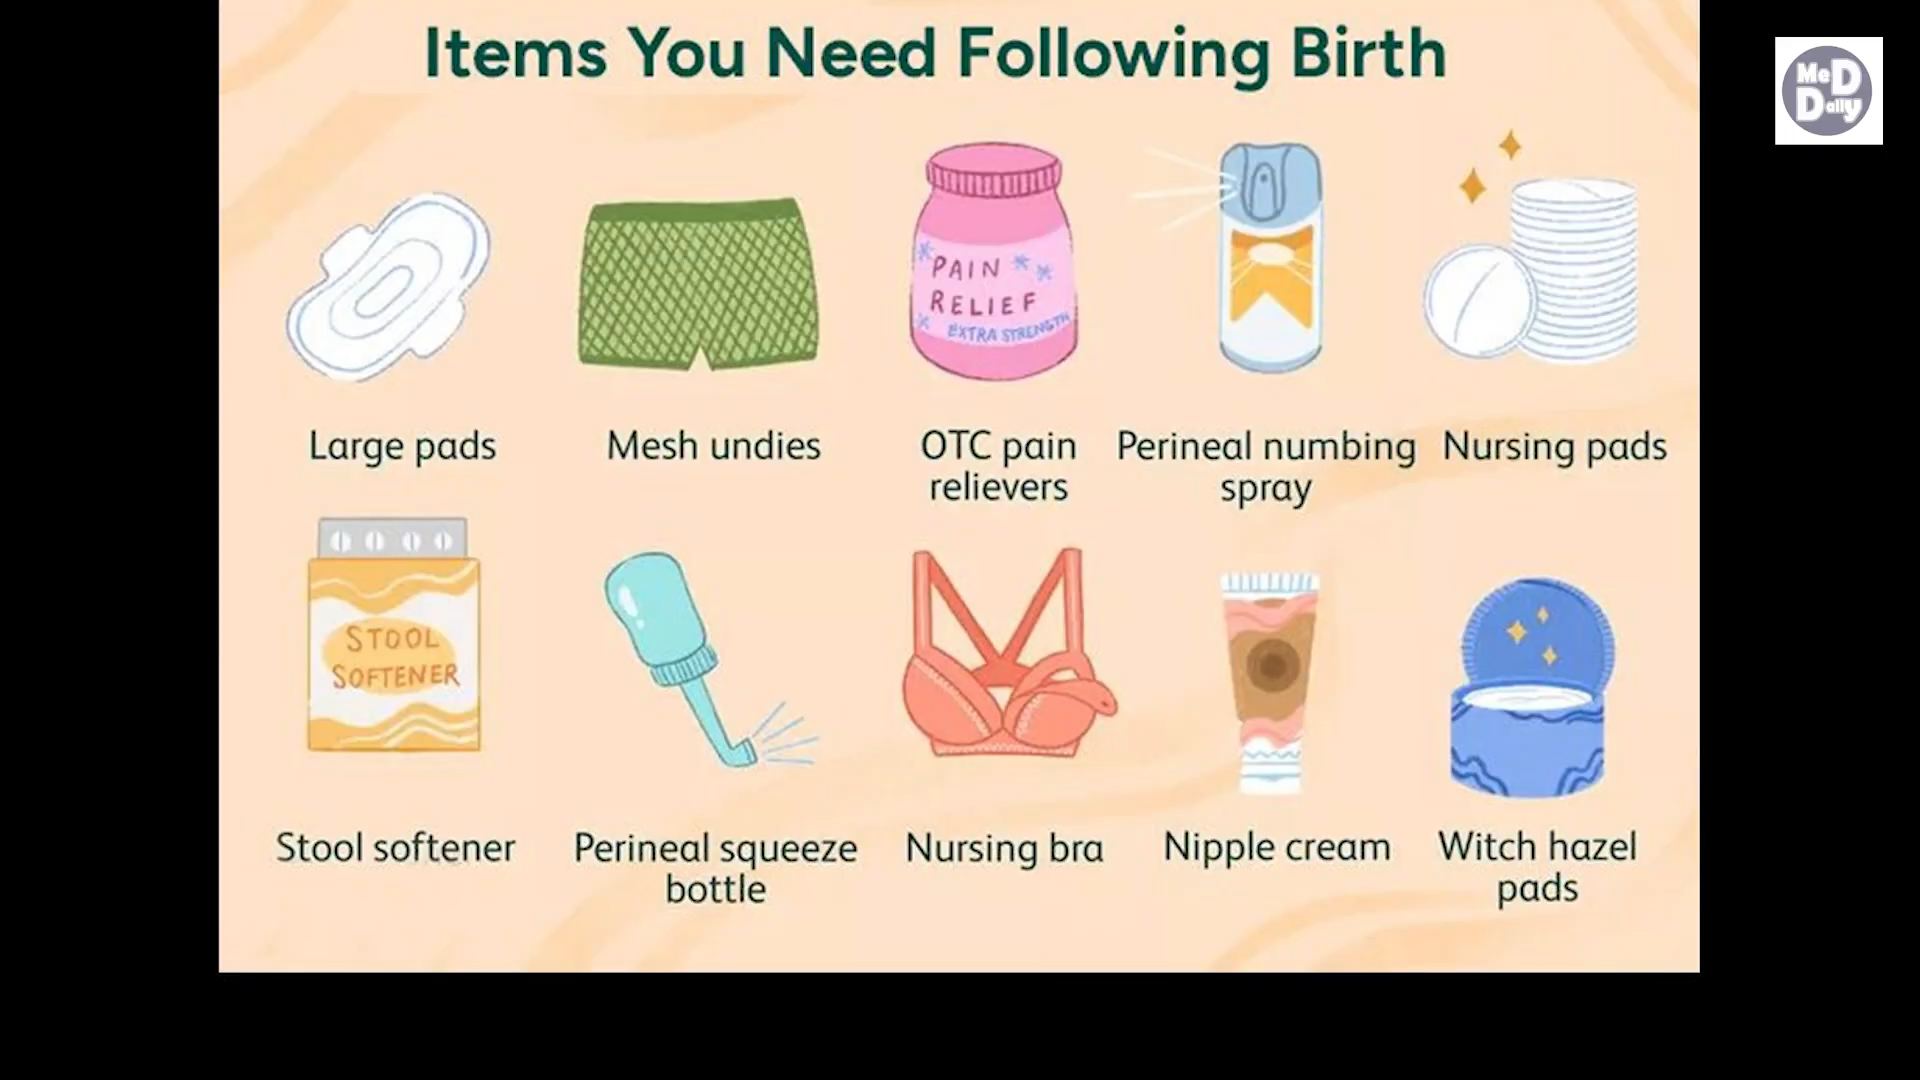 Items You Need Following Birth
MeD
Daily
PAIN
RELIEF
EXTRA STRENGTH
Large pads
Mesh undies
OTC pain
relievers
Perineal numbing
spray
Nursing pads
STOOL
SOFTENER
Stool softener
Perineal squeeze
bottle
Nursing bra
Nipple cream
Witch hazel
pads